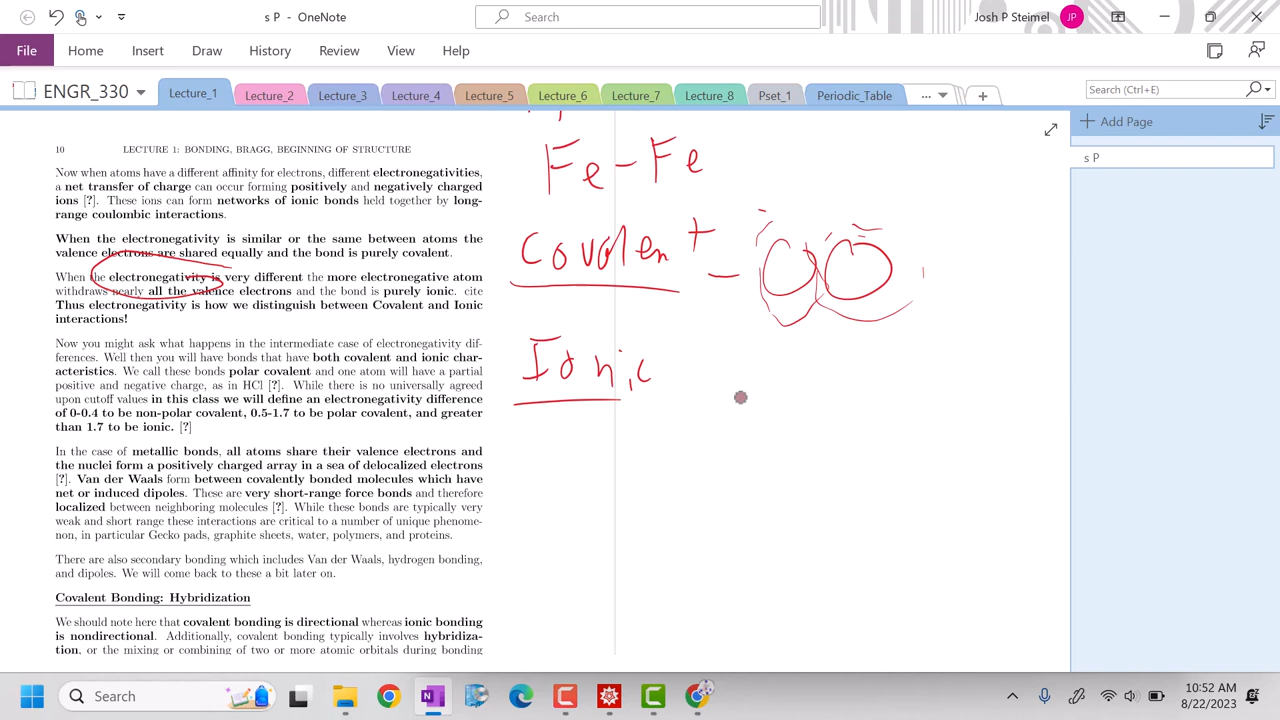 s P - OneNote
Search
Josh P Steimel
JP
File
Home
Insert
Draw
History
Review
View
Help
ENGR_330
Lecture_1
Lecture_2
Lecture_3
Lecture_4
Lecture_5
Lecture_6
Lecture_7
Lecture_8
Pset_1
Periodic_Table
...
Search (Ctrl+E)
Add Page
s P
10 LECTURE 1: BONDING, BRAGG, BEGINNING OF STRUCTURE
Now when atoms have a different affinity for electrons, different electronegativities,
a net transfer of charge can occur forming positively and negatively charged
ions [?]. These ions can form networks of ionic bonds held together by long-
range coulombic interactions.
When the electronegativity is similar or the same between atoms the
valence electrons are shared equally and the bond is purely covalent.
When the electronegativity is very different the more electronegative atom
withdraws nearly all the valence electrons and the bond is purely ionic. cite
Thus electronegativity is how we distinguish between Covalent and Ionic
interactions!
Now you might ask what happens in the intermediate case of electronegativity dif-
ferences. Well then you will have bonds that have both covalent and ionic char-
acteristics. We call these bonds polar covalent and one atom will have a partial
positive and negative charge, as in HCl [?]. While there is no universally agreed
upon cutoff values in this class we will define an electronegativity difference
of 0-0.4 to be non-polar covalent, 0.5-1.7 to be polar covalent, and greater
than 1.7 to be ionic. [?]
In the case of metallic bonds, all atoms share their valence electrons and
the nuclei form a positively charged array in a sea of delocalized electrons
[?]. Van der Waals form between covalently bonded molecules which have
net or induced dipoles. These are very short-range force bonds and therefore
localized between neighboring molecules [?]. While these bonds are typically very
weak and short range these interactions are critical to a number of unique phenome-
non, in particular Gecko pads, graphite sheets, water, polymers, and proteins.
There are also secondary bonding which includes Van der Waals, hydrogen bonding,
and dipoles. We will come back to these a bit later on.
Covalent Bonding: Hybridization
We should note here that covalent bonding is directional whereas ionic bonding
is nondirectional. Additionally, covalent bonding typically involves hybridiza-
tion, or the mixing or combining of two or more atomic orbitals during bonding
Fe - Fe
Covalent -
Ionic
Search
10:52 AM
8/22/2023